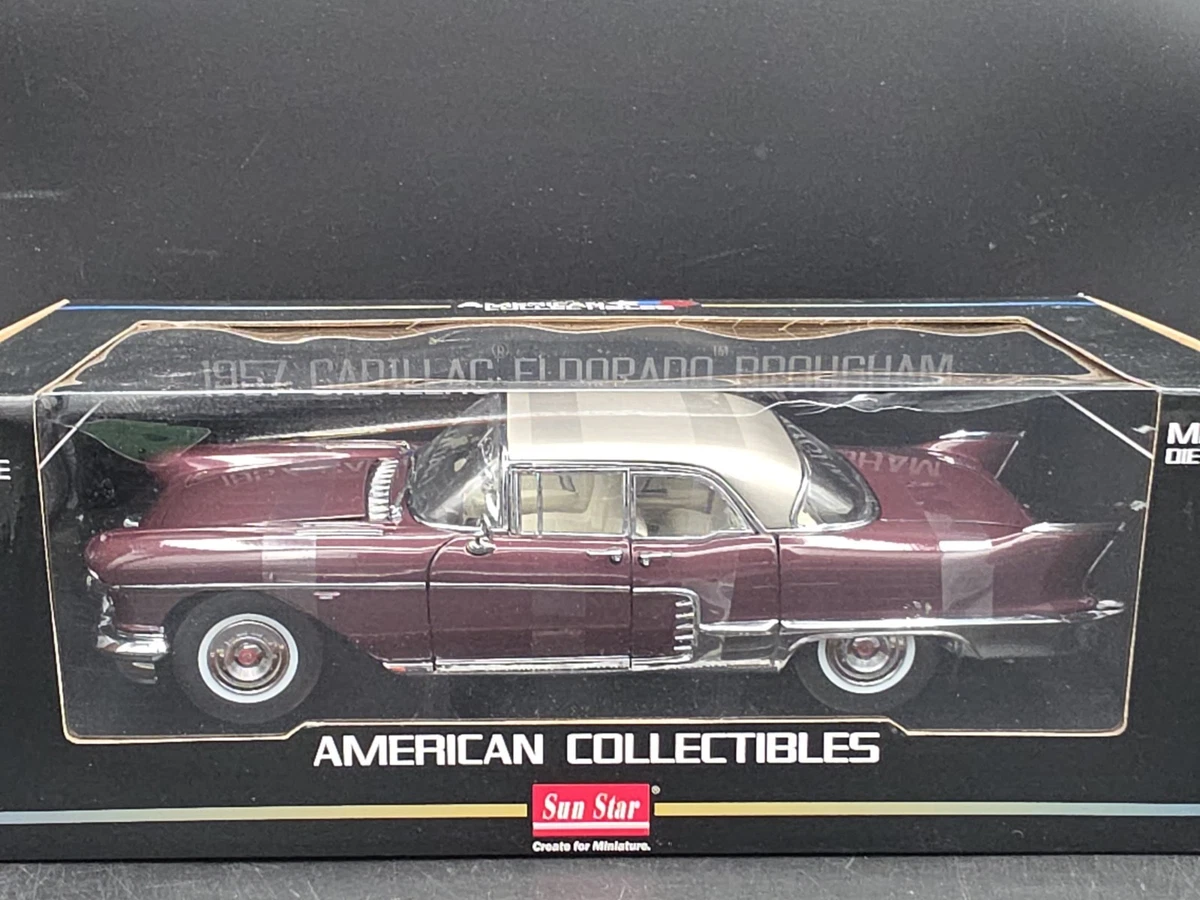 1957 CADILLAC® ELDORADO® BROUGHAM
AMERICAN COLLECTIBLES
Sun Star®
Create for Miniature.